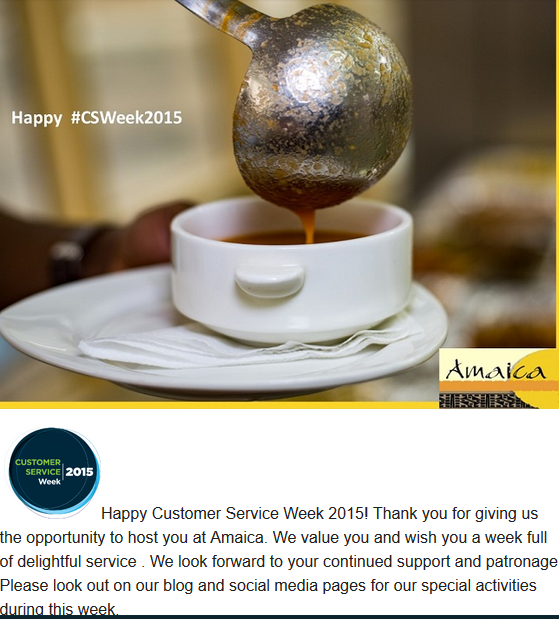 Happy #CSWeek2015
Amaica
CUSTOMER
SERVICE
Week
2015
Happy Customer Service Week 2015! Thank you for giving us
the opportunity to host you at Amaica. We value you and wish you a week full
of delightful service . We look forward to your continued support and patronage
Please look out on our blog and social media pages for our special activities
during this week.